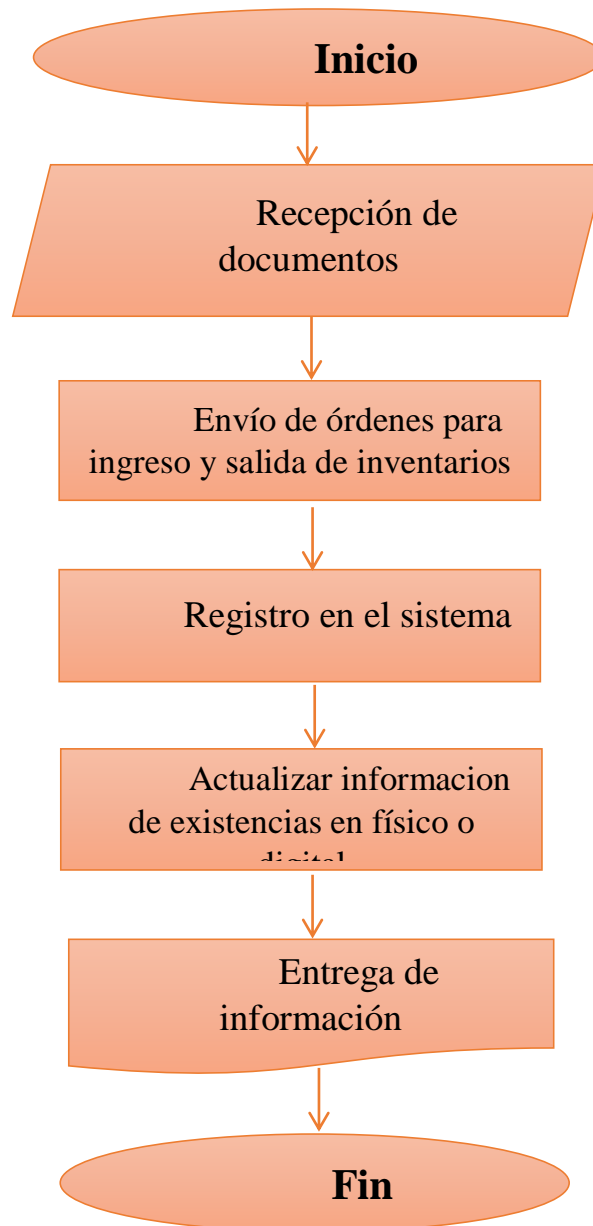 Inicio
Recepción de
documentos
Envío de órdenes para
ingreso y salida de inventarios
Registro en el sistema
Actualizar informacion
de existencias en físico o
digital
Entrega de
información
Fin